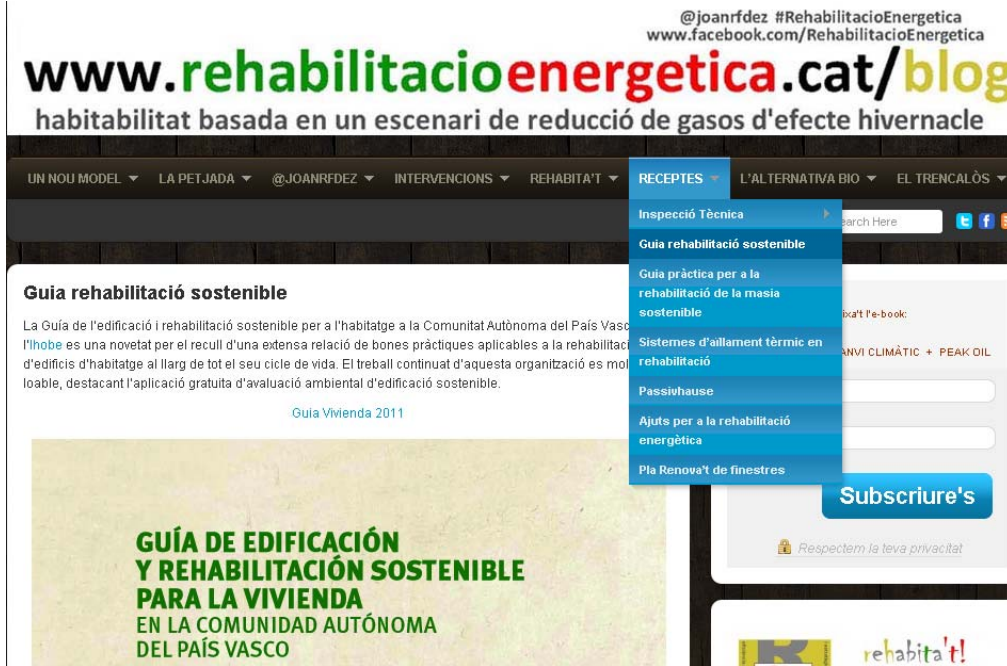 @joanrfdez #RehabilitacioEnergetica
www.facebook.com/RehabilitacioEnergetica
www.rehabilitacioenergetica.cat/blog
habitabilitat basada en un escenari de reducció de gasos d'efecte hivernacle
UN NOU MODEL LA PETJADA @JOANRFDEZ INTERVENCIONS REHABITA'T RECEPTES L'ALTERNATIVA BIO EL TRENCALÒS
Inspecció Tècnica
Guia rehabilitació sostenible
Guia pràctica per a la
rehabilitació de la masia
sostenible
Sistemes d'aïllament tèrmic en
rehabilitació
Passivhause
Ajuts per a la rehabilitació
energètica
Pla Renova't de finestres
Here
Guia rehabilitació sostenible
La Guía de l'edificació i rehabilitació sostenible per a l'habitatge a la Comunitat Autònoma del País Vasc
l'Ihobe es una novetat per el recull d'una extensa relació de bones pràctiques aplicables a la rehabilitaci
d'edificis d'habitatge al llarg de tot el seu cicle de vida. El treball continuat d'aquesta organització es mol
loable, destacant l'aplicació gratuita d'avaluació ambiental d'edificació sostenible.
Guia Vivienda 2011
GUÍA DE EDIFICACIÓN
Y REHABILITACIÓN SOSTENIBLE
PARA LA VIVIENDA
EN LA COMUNIDAD AUTÓNOMA
DEL PAÍS VASCO
l'e-book:
CLIMÀTIC + PEAK OIL
Subscriure's
Respectem la teva privacitat
rehabita't!